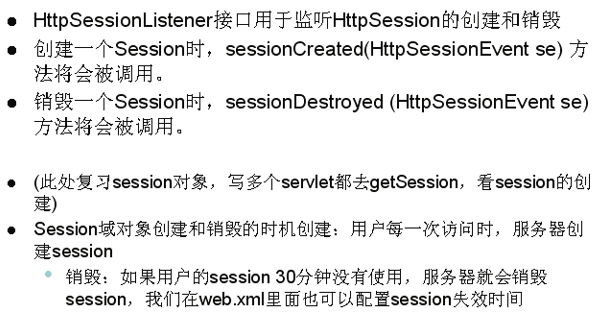 ● HttpSessionListener接口用于监听HttpSession的创建和销毁
● 创建一个Session时，sessionCreated(HttpSessionEvent se) 方
法将会被调用。
● 销毁一个Session时，sessionDestroyed (HttpSessionEvent se)
方法将会被调用。
● (此处复习session对象，写多个servlet都去getSession，看session的创
建)
● Session域对象创建和销毁的时机创建：用户每一次访问时，服务器创
建session
• 销毁：如果用户的session 30分钟没有使用，服务器就会销毁
session，我们在web.xml里面也可以配置session失效时间